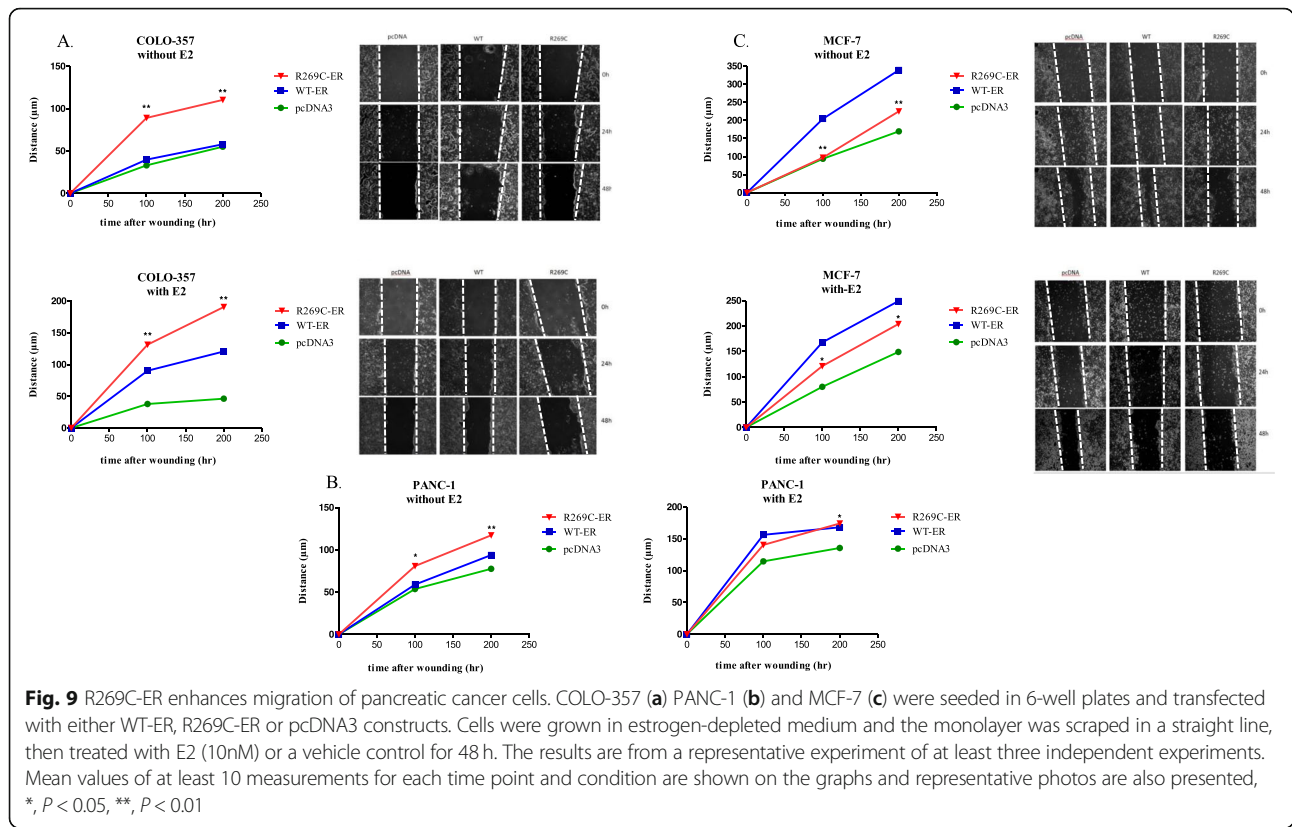 A.
COLO-357
without E2
150
100
50
0
Distance (µm)
0 50 100 150 200 250
time after wounding (hr)
** **
R269C-ER
WT-ER
pcDNA3
pcDNA WT R269C
0h
24h
48h
C.
MCF-7
without E2
350
300
250
200
150
100
50
0
Distance (µm)
0 50 100 150 200 250
time after wounding (hr)
** **
R269C-ER
WT-ER
pcDNA3
pcDNA WT R269C
0h
24h
48h
COLO-357
with E2
200
150
100
50
0
Distance (µm)
0 50 100 150 200 250
time after wounding (hr)
** **
R269C-ER
WT-ER
pcDNA3
pcDNA WT R269C
0h
24h
48h
MCF-7
with-E2
250
200
150
100
50
0
Distance (µm)
0 50 100 150 200 250
time after wounding (hr)
* *
R269C-ER
WT-ER
pcDNA3
pcDNA WT R269C
0h
24h
48h
B.
PANC-1
without E2
150
100
50
0
Distance (µm)
0 50 100 150 200 250
time after wounding (hr)
* **
R269C-ER
WT-ER
pcDNA3
PANC-1
with E2
200
150
100
50
0
Distance (µm)
0 50 100 150 200 250
time after wounding (hr)
*
R269C-ER
WT-ER
pcDNA3
Fig. 9 R269C-ER enhances migration of pancreatic cancer cells. COLO-357 (a) PANC-1 (b) and MCF-7 (c) were seeded in 6-well plates and transfected
with either WT-ER, R269C-ER or pcDNA3 constructs. Cells were grown in estrogen-depleted medium and the monolayer was scraped in a straight line,
then treated with E2 (10nM) or a vehicle control for 48 h. The results are from a representative experiment of at least three independent experiments.
Mean values of at least 10 measurements for each time point and condition are shown on the graphs and representative photos are also presented,
*, P < 0.05, **, P < 0.01